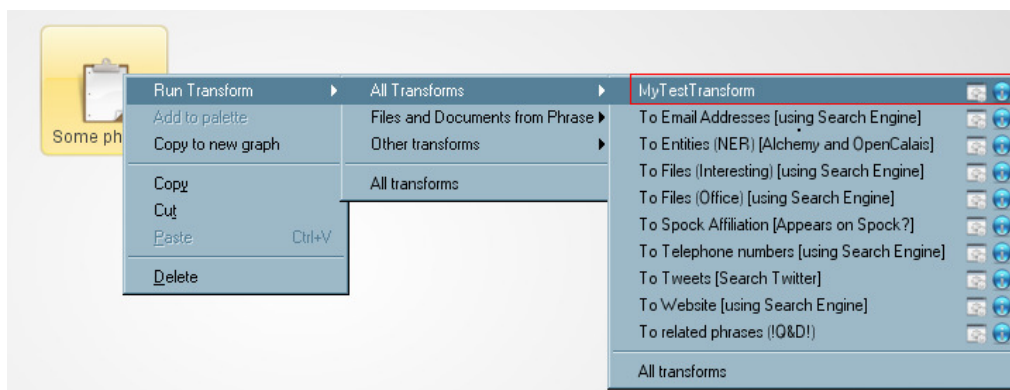 Some ph
Run Transform
Add to palette
Copy to new graph
Copy
Cut
Paste Ctrl+V
Delete
All Transforms
Files and Documents from Phrase
Other transforms
All transforms
MyTestTransform
To Email Addresses [using Search Engine]
To Entities (NER) [Alchemy and OpenCalais]
To Files (Interesting) [using Search Engine]
To Files (Office) [using Search Engine]
To Spock Affiliation [Appears on Spock?]
To Telephone numbers [using Search Engine]
To Tweets [Search Twitter]
To Website [using Search Engine]
To related phrases (!Q&D!)
All transforms